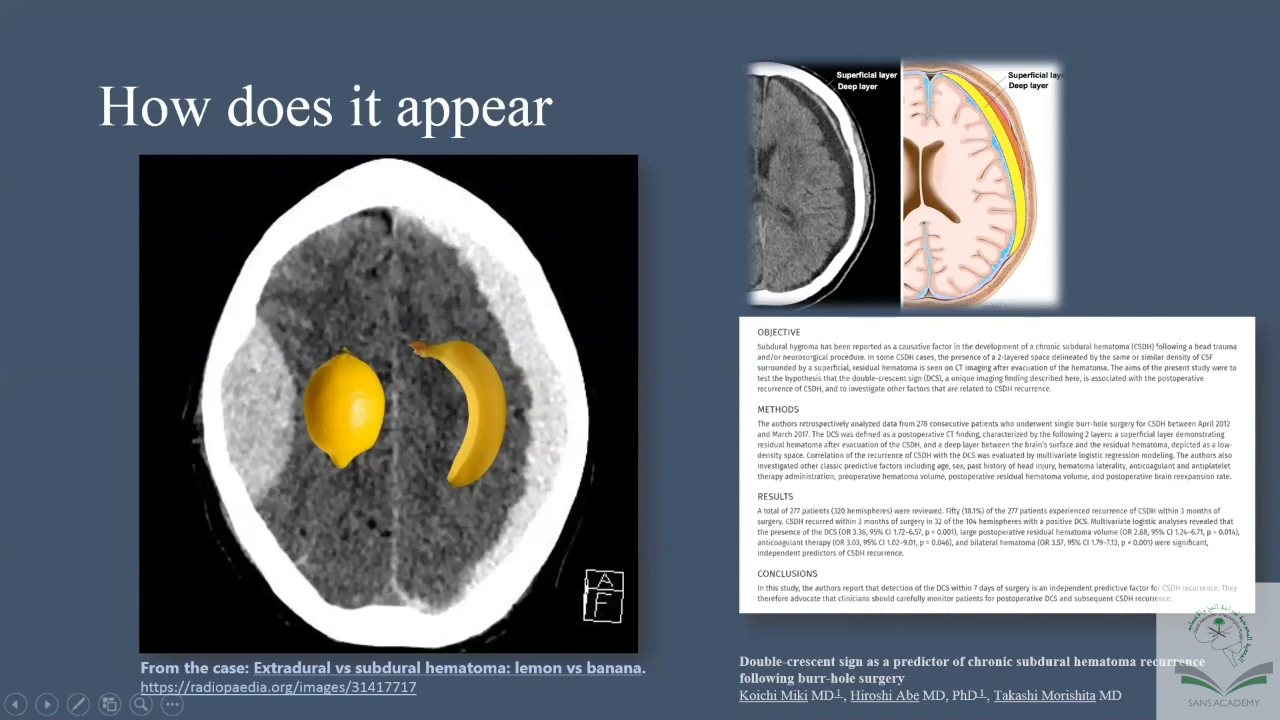 How does it appear
Superficial layer
Deep layer
Superficial lay
Deep layer
A
F
From the case: Extradural vs subdural hematoma: lemon vs banana.
https://radiopaedia.org/images/31417717
OBJECTIVE
Subdural hygroma has been reported as a causative factor in the development of a chronic subdural hematoma (CSDH) following a head trauma
and/or neurosurgical procedure. In some CSDH cases, the presence of a 2-layered space delineated by the same or similar density of CSF
surrounded by a superficial, residual hematoma is seen on CT imaging after evacuation of the hematoma. The aims of the present study were to
test the hypothesis that the double-crescent sign (DCS), a unique imaging finding described here, is associated with the postoperative
recurrence of CSDH, and to investigate other factors that are related to CSDH recurrence.
METHODS
The authors retrospectively analyzed data from 278 consecutive patients who underwent single burr-hole surgery for CSDH between April 2012
and March 2017. The DCS was defined as a postoperative CT finding, characterized by the following 2 layers: a superficial layer demonstrating
residual hematoma after evacuation of the CSDH, and a deep layer between the brain's surface and the residual hematoma, depicted as a low-
density space. Correlation of the recurrence of CSDH with the DCS was evaluated by multivariate logistic regression modeling. The authors also
investigated other classic predictive factors including age, sex, past history of head injury, hematoma laterality, anticoagulant and antiplatelet
therapy administration, preoperative hematoma volume, postoperative residual hematoma volume, and postoperative brain reexpansion rate.
RESULTS
A total of 277 patients (320 hemispheres) were reviewed. Fifty (18.1%) of the 277 patients experienced recurrence of CSDH within 3 months of
surgery. CSDH recurred within 3 months of surgery in 32 of the 104 hemispheres with a positive DCS. Multivariate logistic analyses revealed that
the presence of the DCS (OR 3.36, 95% CI 1.72–6.57, p < 0.001), large postoperative residual hematoma volume (OR 2.88, 95% CI 1.24–6.71, p = 0.014),
anticoagulant therapy (OR 3.03, 95% CI 1.02–9.01, p = 0.046), and bilateral hematoma (OR 3.57, 95% CI 1.79–7.13, p < 0.001) were significant,
independent predictors of CSDH recurrence.
CONCLUSIONS
In this study, the authors report that detection of the DCS within 7 days of surgery is an independent predictive factor for CSDH recurrence. They
therefore advocate that clinicians should carefully monitor patients for postoperative DCS and subsequent CSDH recurrence.
Double-crescent sign as a predictor of chronic subdural hematoma recurrence
following burr-hole surgery
Koichi Miki MD 1, Hiroshi Abe MD, PhD 1, Takashi Morishita MD
SANS ACADEMY